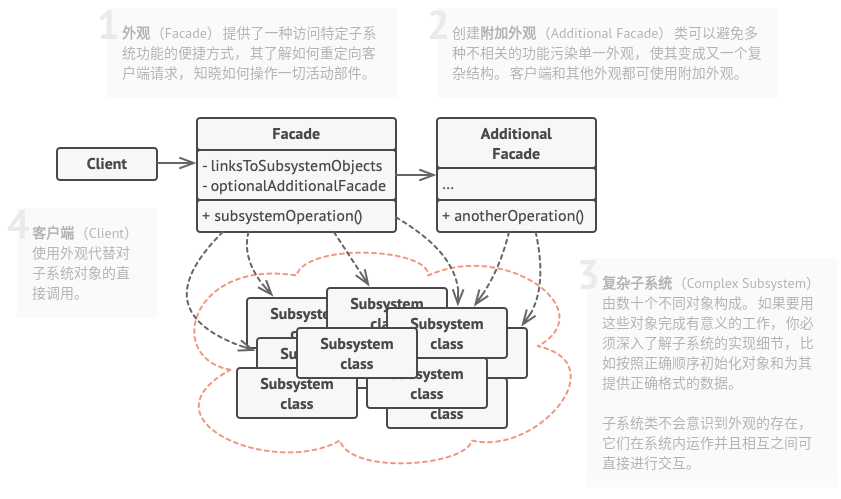 1
外观（Facade）提供了一种访问特定子系
统功能的便捷方式，其了解如何重定向客
户端请求，知晓如何操作一切活动部件。
2
创建附加外观（Additional Facade）类可以避免多
种不相关的功能污染单一外观，使其变成又一个复
杂结构。客户端和其他外观都可使用附加外观。
Client
Facade
- linksToSubsystemObjects
- optionalAdditionalFacade
+ subsystemOperation()
Additional
Facade
...
+ anotherOperation()
4
客户端（Client）
使用外观代替对
子系统对象的直
接调用。
3
复杂子系统（Complex Subsystem）
由数十个不同对象构成。如果要用
这些对象完成有意义的工作，你必
须深入了解子系统的实现细节，比
如按照正确顺序初始化对象和为其
提供正确格式的数据。
子系统类不会意识到外观的存在，
它们在系统内运作并且相互之间可
直接进行交互。
Subsystem
Subsystem
class
Subsystem
class
Subsystem
class
Subsystem
class
class
class